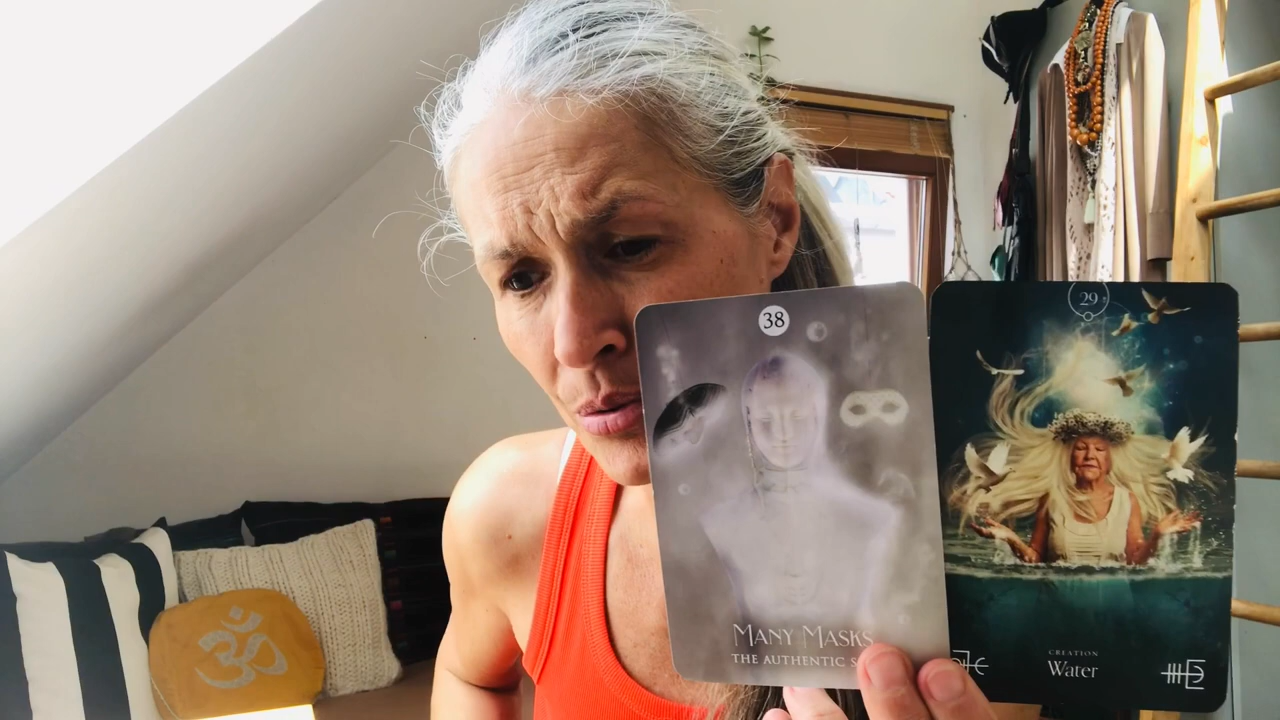 38
MANY MASKS
THE AUTHENTIC
29
CREATION
Water